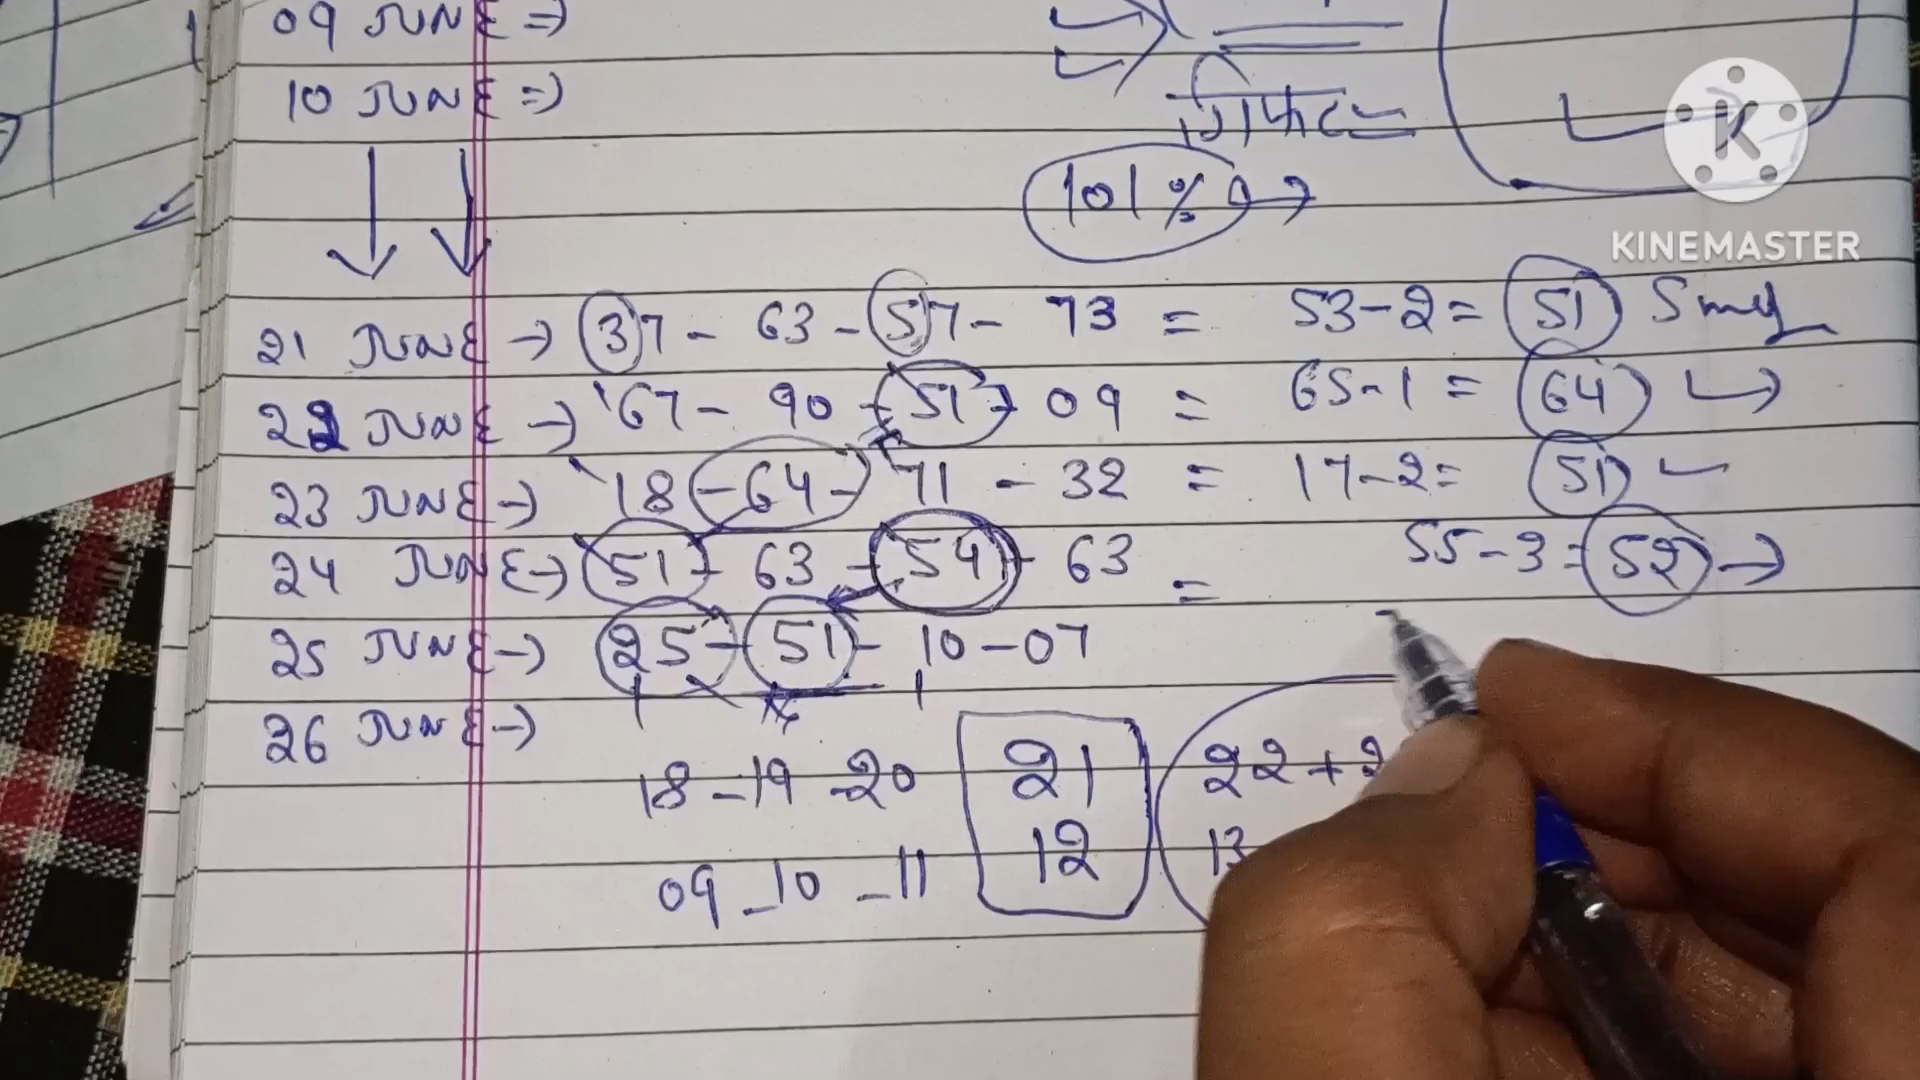 09 JUNE =>
10 JUNE =>
101 % →
KINEMASTER
21 JUNE → 37 - 63 - 57 - 73 = 53-2 = 51
22 JUNE → 67 - 90 - 51 - 09 = 65-1 = 64
23 JUNE → 18 - 64 - 71 - 32 = 17-2 = 51
24 JUNE → 51 - 63 - 54 - 63 = 55-3 = 52 →
25 JUNE → 25 - 51 - 10 - 07
26 JUNE →
18 - 19 - 20 21 22 + 2
09 - 10 - 11 12 13